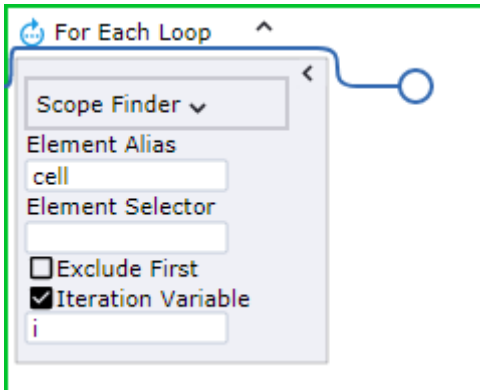 For Each Loop
Scope Finder
Element Alias
cell
Element Selector
Exclude First
Iteration Variable
i